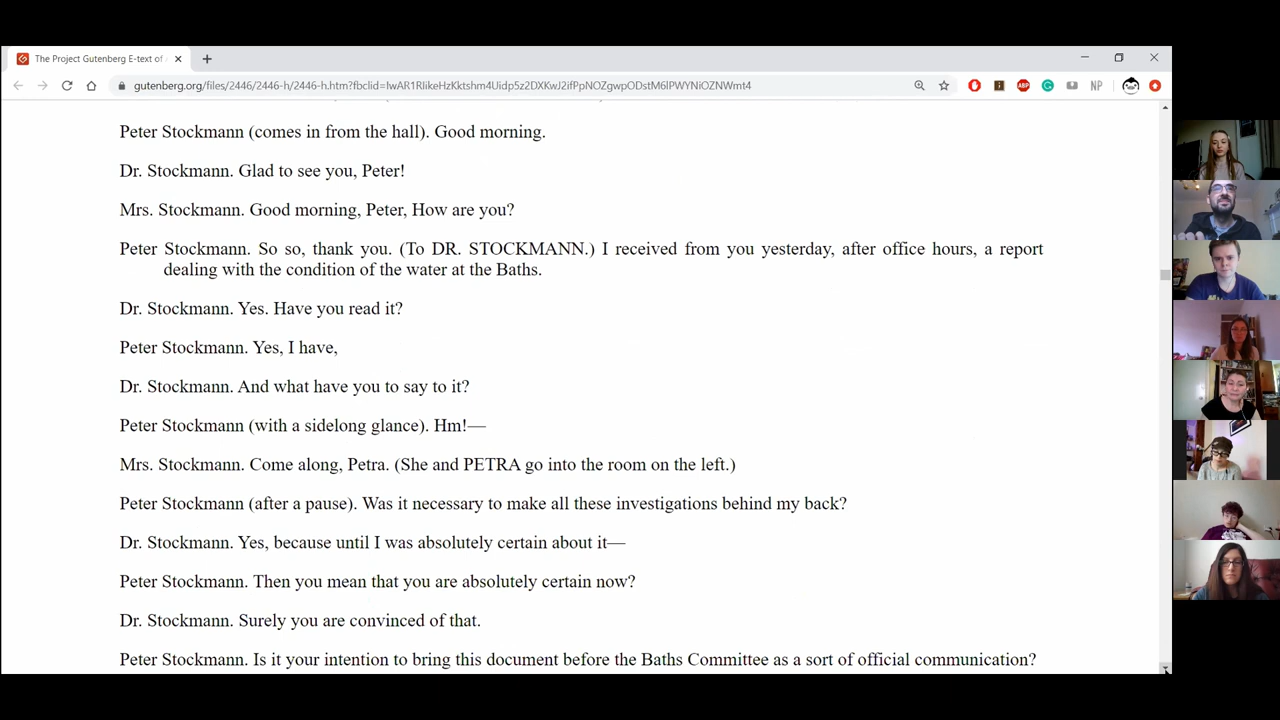 The Project Gutenberg E-text of
gutenberg.org/files/2446/2446-h/2446-h.htm?fbclid=IwAR1RIikeHzKktshm4Uidp5z2DXKwJ2ifPpNOZgwpODstM6lPWYNiOZNWmt4
ABP
NP
Peter Stockmann (comes in from the hall). Good morning.
Dr. Stockmann. Glad to see you, Peter!
Mrs. Stockmann. Good morning, Peter, How are you?
Peter Stockmann. So so, thank you. (To DR. STOCKMANN.) I received from you yesterday, after office hours, a report
dealing with the condition of the water at the Baths.
Dr. Stockmann. Yes. Have you read it?
Peter Stockmann. Yes, I have,
Dr. Stockmann. And what have you to say to it?
Peter Stockmann (with a sidelong glance). Hm!—
Mrs. Stockmann. Come along, Petra. (She and PETRA go into the room on the left.)
Peter Stockmann (after a pause). Was it necessary to make all these investigations behind my back?
Dr. Stockmann. Yes, because until I was absolutely certain about it—
Peter Stockmann. Then you mean that you are absolutely certain now?
Dr. Stockmann. Surely you are convinced of that.
Peter Stockmann. Is it your intention to bring this document before the Baths Committee as a sort of official communication?